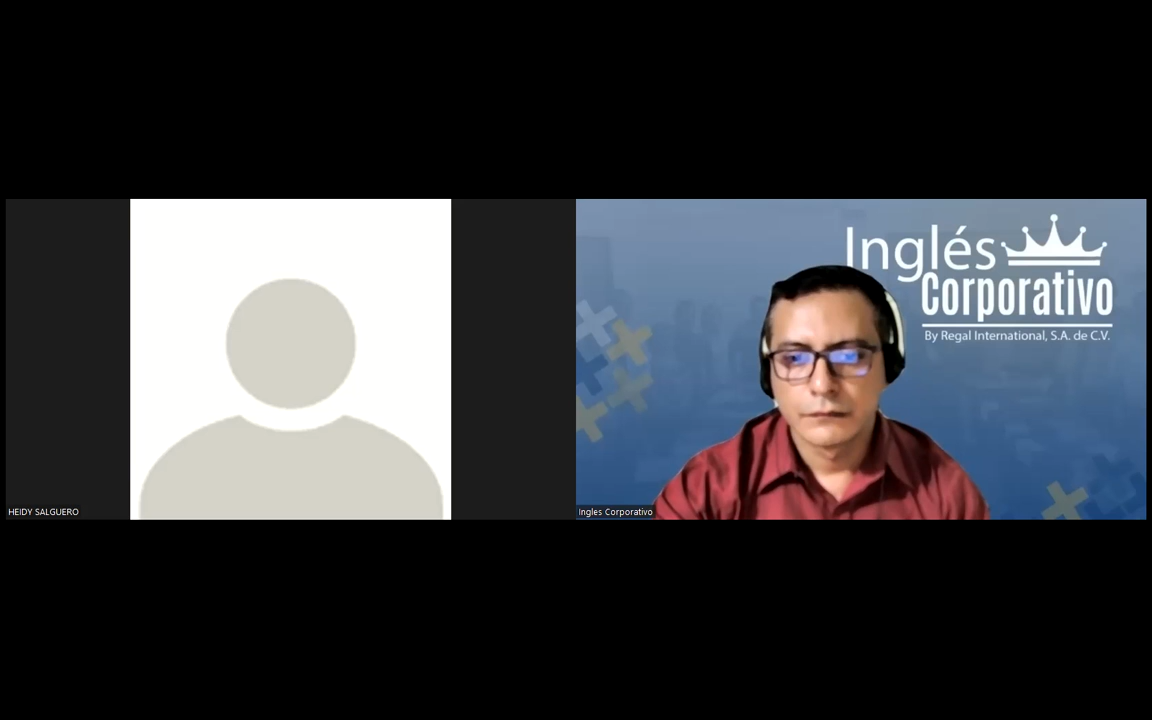 Inglés
Corporativo
By Regal International, S.A. de C.V.
HEIDY SALGUERO
Ingles Corporativo